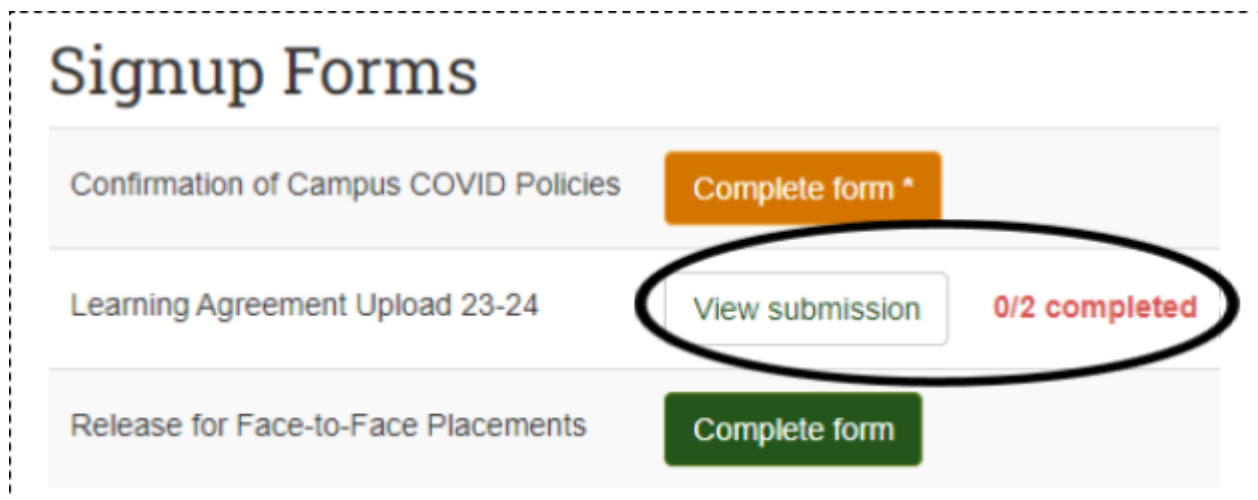 Signup Forms
Confirmation of Campus COVID Policies Complete form *
Learning Agreement Upload 23-24 View submission 0/2 completed
Release for Face-to-Face Placements Complete form